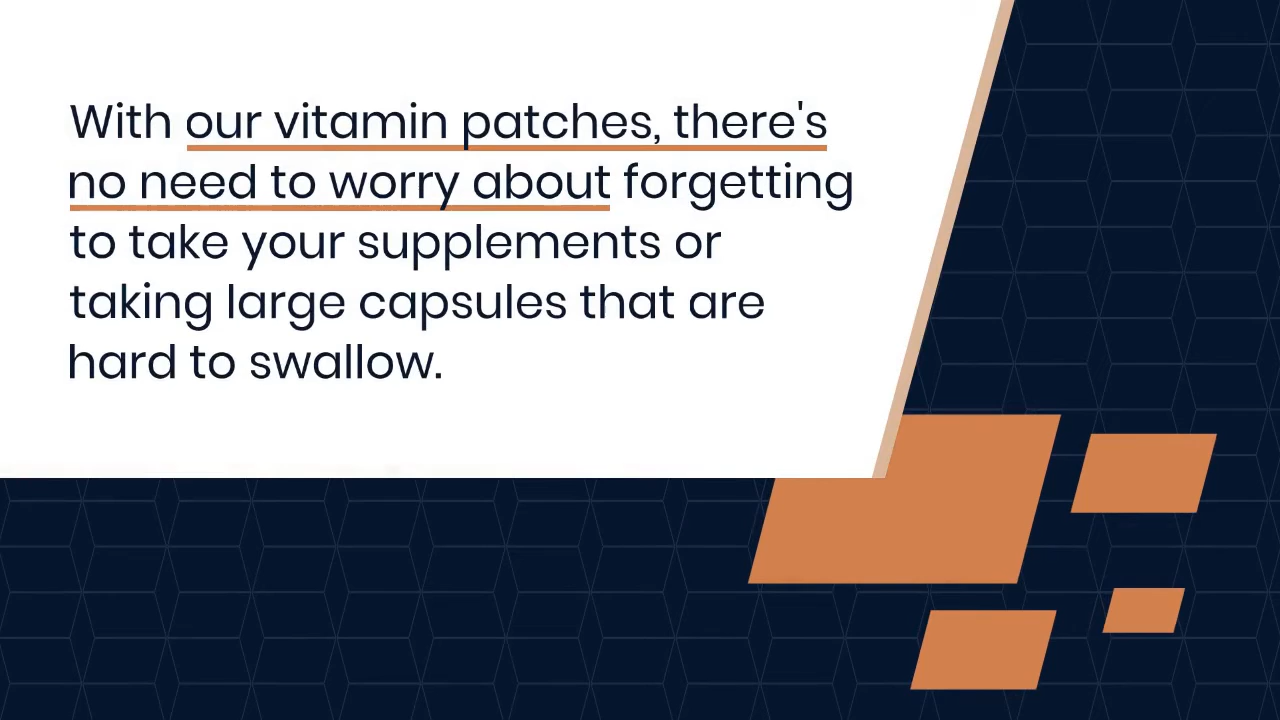 With our vitamin patches, there's
no need to worry about forgetting
to take your supplements or
taking large capsules that are
hard to swallow.